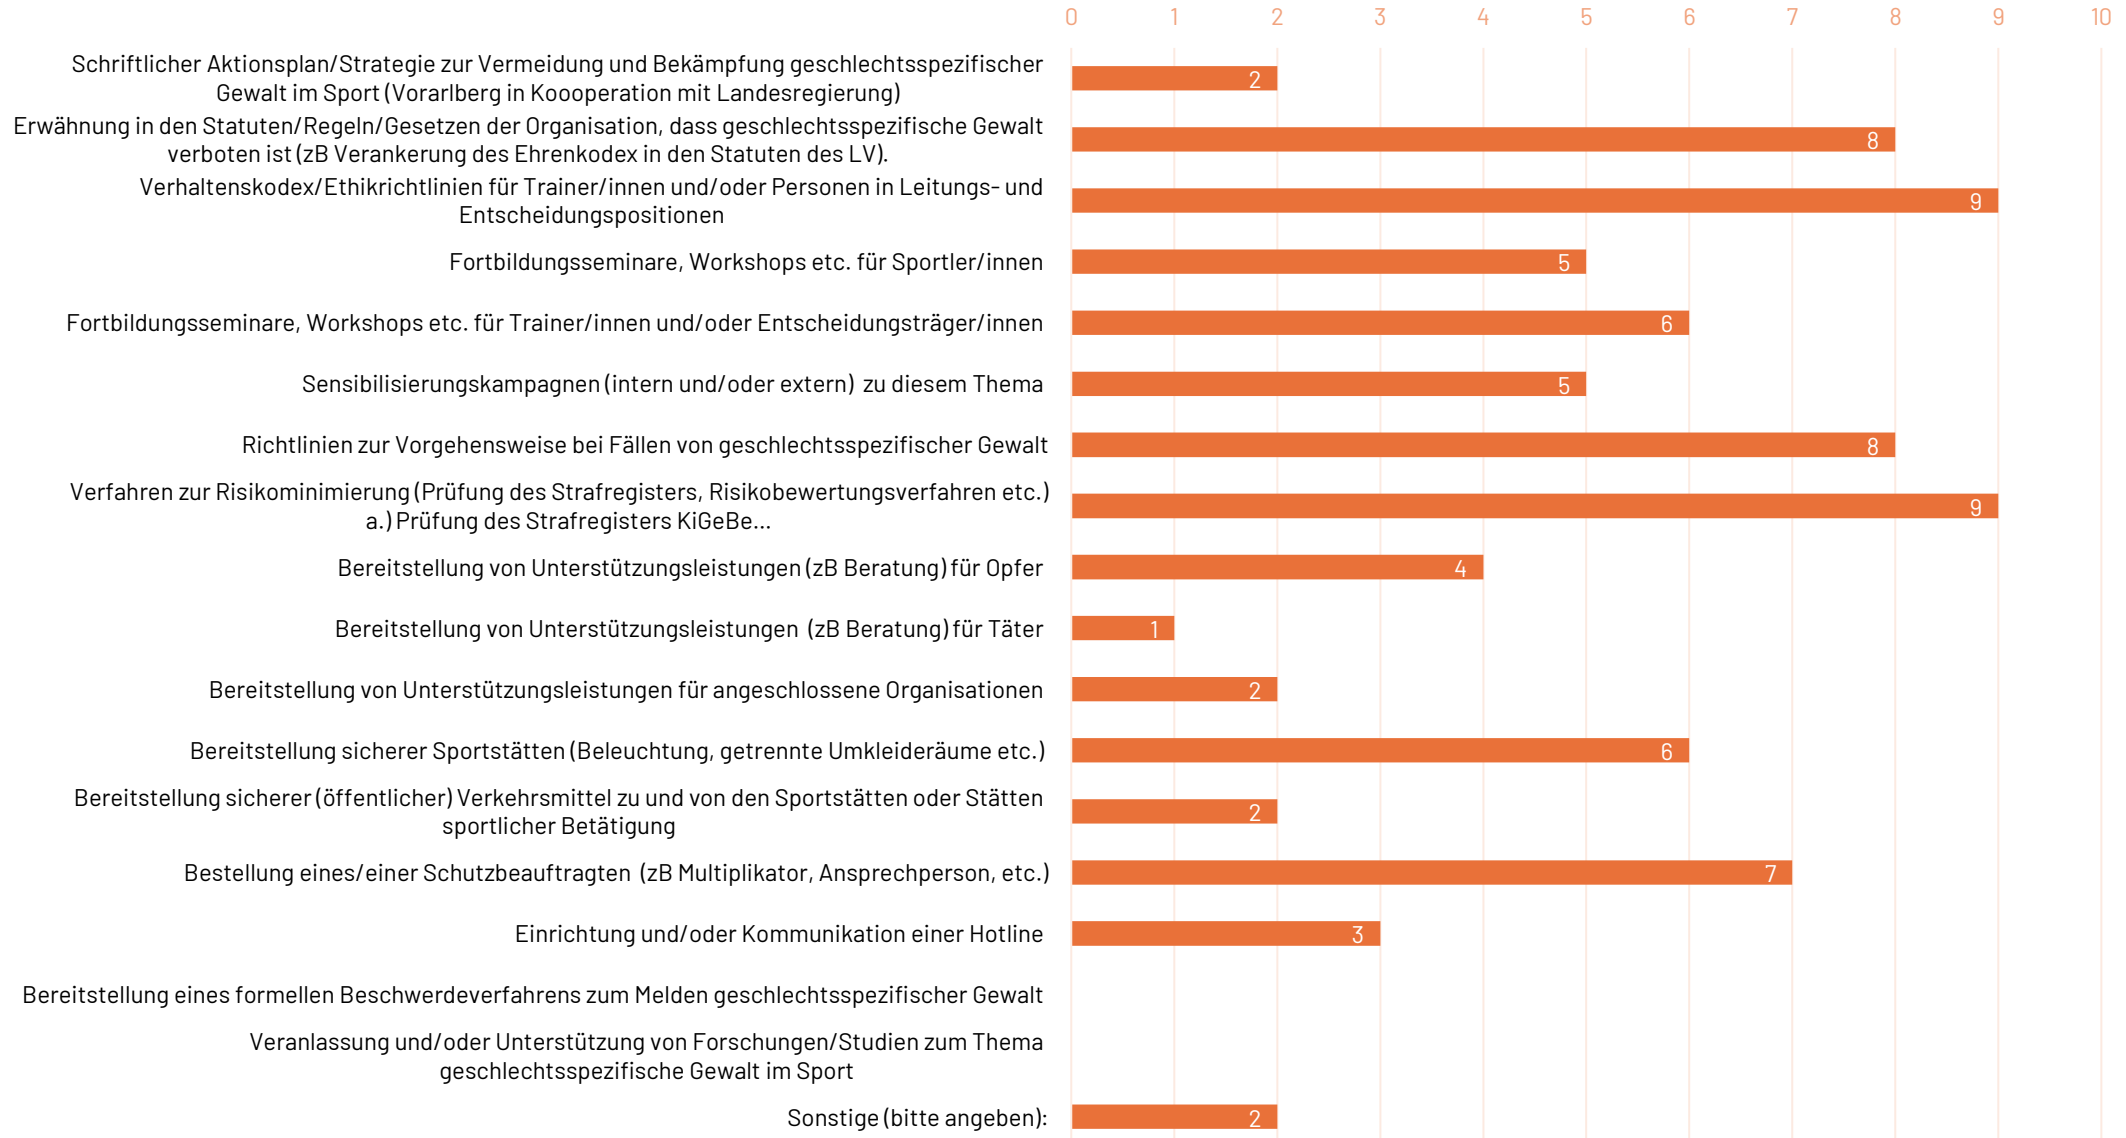 0 1 2 3 4 5 6 7 8 9 10
Schriftlicher Aktionsplan/Strategie zur Vermeidung und Bekämpfung geschlechtsspezifischer
Gewalt im Sport (Vorarlberg in Koooperation mit Landesregierung)
2
Erwähnung in den Statuten/Regeln/Gesetzen der Organisation, dass geschlechtsspezifische Gewalt
verboten ist (zB Verankerung des Ehrenkodex in den Statuten des LV).
8
Verhaltenskodex/Ethikrichtlinien für Trainer/innen und/oder Personen in Leitungs- und
Entscheidungspositionen
9
Fortbildungsseminare, Workshops etc. für Sportler/innen
5
Fortbildungsseminare, Workshops etc. für Trainer/innen und/oder Entscheidungsträger/innen
6
Sensibilisierungskampagnen (intern und/oder extern) zu diesem Thema
5
Richtlinien zur Vorgehensweise bei Fällen von geschlechtsspezifischer Gewalt
8
Verfahren zur Risikominimierung (Prüfung des Strafregisters, Risikobewertungsverfahren etc.)
a.) Prüfung des Strafregisters KiGeBe...
9
Bereitstellung von Unterstützungsleistungen (zB Beratung) für Opfer
4
Bereitstellung von Unterstützungsleistungen (zB Beratung) für Täter
1
Bereitstellung von Unterstützungsleistungen für angeschlossene Organisationen
2
Bereitstellung sicherer Sportstätten (Beleuchtung, getrennte Umkleideräume etc.)
6
Bereitstellung sicherer (öffentlicher) Verkehrsmittel zu und von den Sportstätten oder Stätten
sportlicher Betätigung
2
Bestellung eines/einer Schutzbeauftragten (zB Multiplikator, Ansprechperson, etc.)
7
Einrichtung und/oder Kommunikation einer Hotline
3
Bereitstellung eines formellen Beschwerdeverfahrens zum Melden geschlechtsspezifischer Gewalt
Veranlassung und/oder Unterstützung von Forschungen/Studien zum Thema
geschlechtsspezifische Gewalt im Sport
Sonstige (bitte angeben):
2